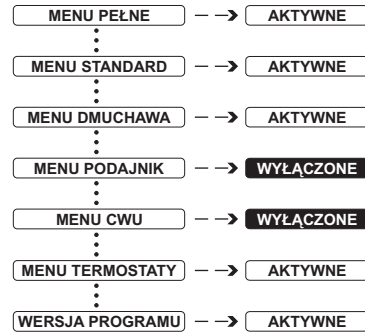 MENU PEŁNE AKTYWNE
MENU STANDARD AKTYWNE
MENU DMUCHAWA AKTYWNE
MENU PODAJNIK WYŁĄCZONE
MENU CWU WYŁĄCZONE
MENU TERMOSTATY AKTYWNE
WERSJA PROGRAMU AKTYWNE